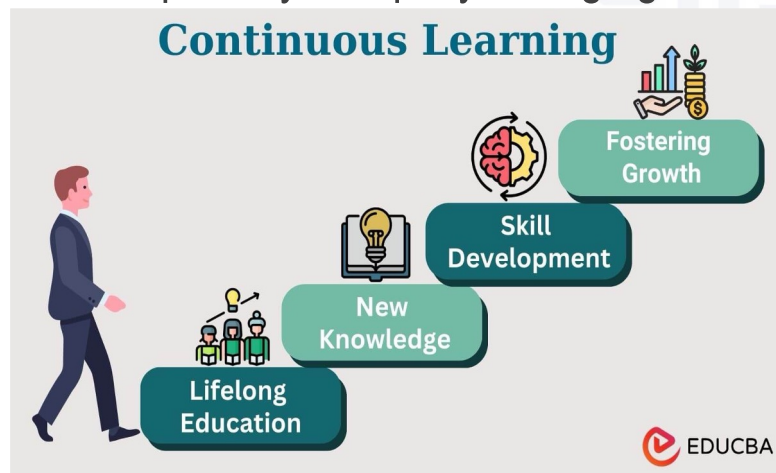 Continuous Learning
Fostering
Growth
Skill
Development
New
Knowledge
Lifelong
Education
EDUCBA